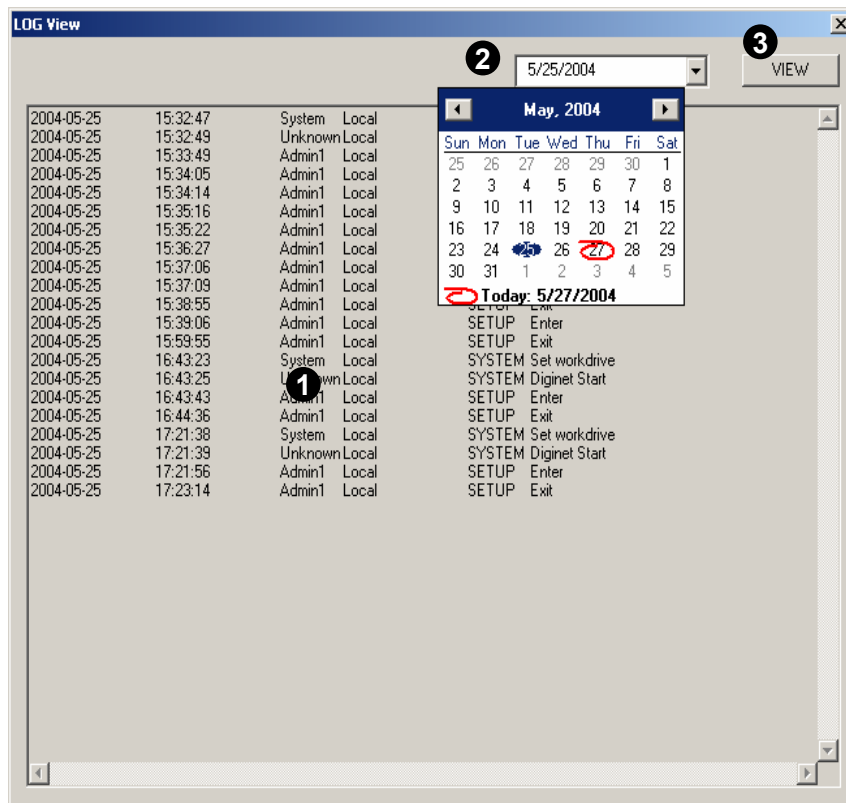 LOG View
2 5/25/2004 3 VIEW
May, 2004
Sun Mon Tue Wed Thu Fri Sat
25 26 27 28 29 30 1
2 3 4 5 6 7 8
9 10 11 12 13 14 15
16 17 18 19 20 21 22
23 24 25 26 27 28 29
30 31 1 2 3 4 5
Today: 5/27/2004
2004-05-25 15:32:47 System Local
2004-05-25 15:32:49 Unknown Local
2004-05-25 15:33:49 Admin1 Local
2004-05-25 15:34:05 Admin1 Local
2004-05-25 15:34:14 Admin1 Local
2004-05-25 15:35:16 Admin1 Local
2004-05-25 15:35:22 Admin1 Local
2004-05-25 15:36:27 Admin1 Local
2004-05-25 15:37:06 Admin1 Local
2004-05-25 15:37:09 Admin1 Local
2004-05-25 15:38:55 Admin1 Local SETUP Exit
2004-05-25 15:39:06 Admin1 Local SETUP Enter
2004-05-25 15:59:55 Admin1 Local SETUP Exit
2004-05-25 16:43:23 System Local SYSTEM Set workdrive
2004-05-25 16:43:25 Unknown Local SYSTEM Diginet Start
1
2004-05-25 16:43:43 Admin1 Local SETUP Enter
2004-05-25 16:44:36 Admin1 Local SETUP Exit
2004-05-25 17:21:38 System Local SYSTEM Set workdrive
2004-05-25 17:21:39 Unknown Local SYSTEM Diginet Start
2004-05-25 17:21:56 Admin1 Local SETUP Enter
2004-05-25 17:23:14 Admin1 Local SETUP Exit